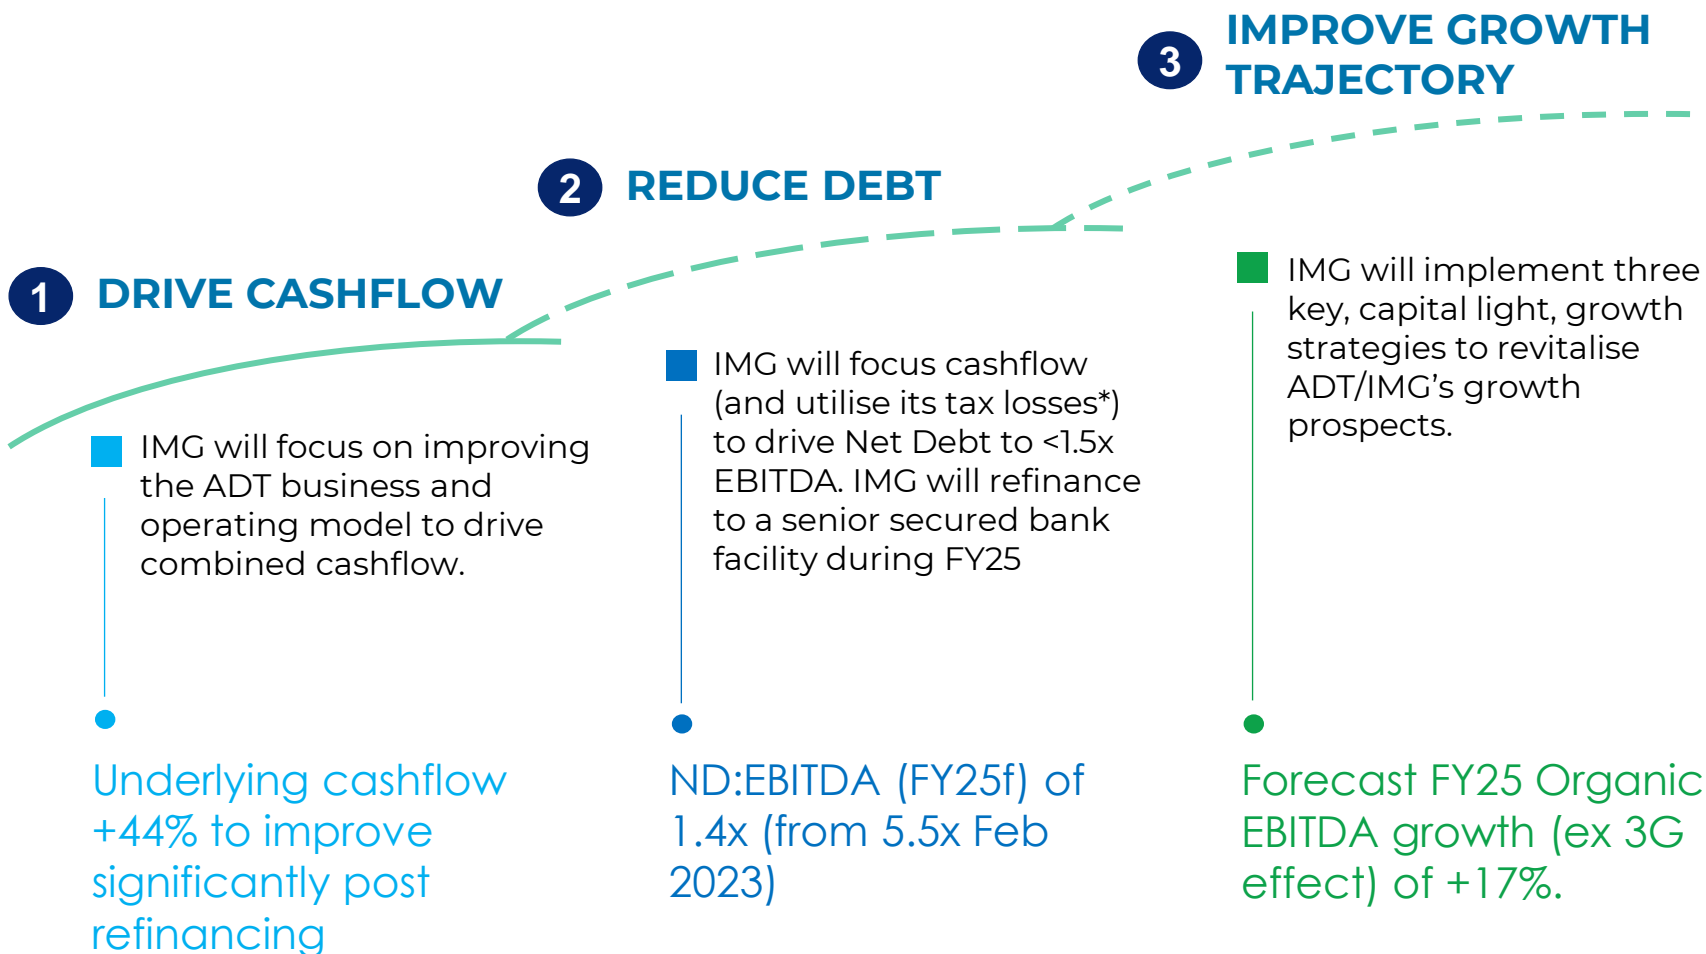 1
DRIVE CASHFLOW
IMG will focus on improving
the ADT business and
operating model to drive
combined cashflow.
Underlying cashflow
+44% to improve
significantly post
refinancing
2
REDUCE DEBT
IMG will focus cashflow
(and utilise its tax losses*)
to drive Net Debt to <1.5x
EBITDA. IMG will refinance
to a senior secured bank
facility during FY25
ND:EBITDA (FY25f) of
1.4x (from 5.5x Feb
2023)
3
IMPROVE GROWTH
TRAJECTORY
IMG will implement three
key, capital light, growth
strategies to revitalise
ADT/IMG’s growth
prospects.
Forecast FY25 Organic
EBITDA growth (ex 3G
effect) of +17%.